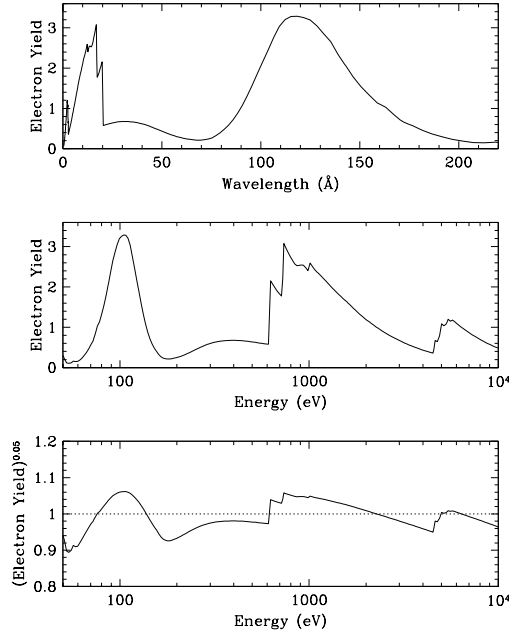 Electron Yield
3
2
1
0
0 50 100 150 200
Wavelength (Å)
Electron Yield
3
2
1
0
100 1000 10⁴
Energy (eV)
(Electron Yield)⁰·⁰⁵
1.2
1.1
1
0.9
0.8
100 1000 10⁴
Energy (eV)